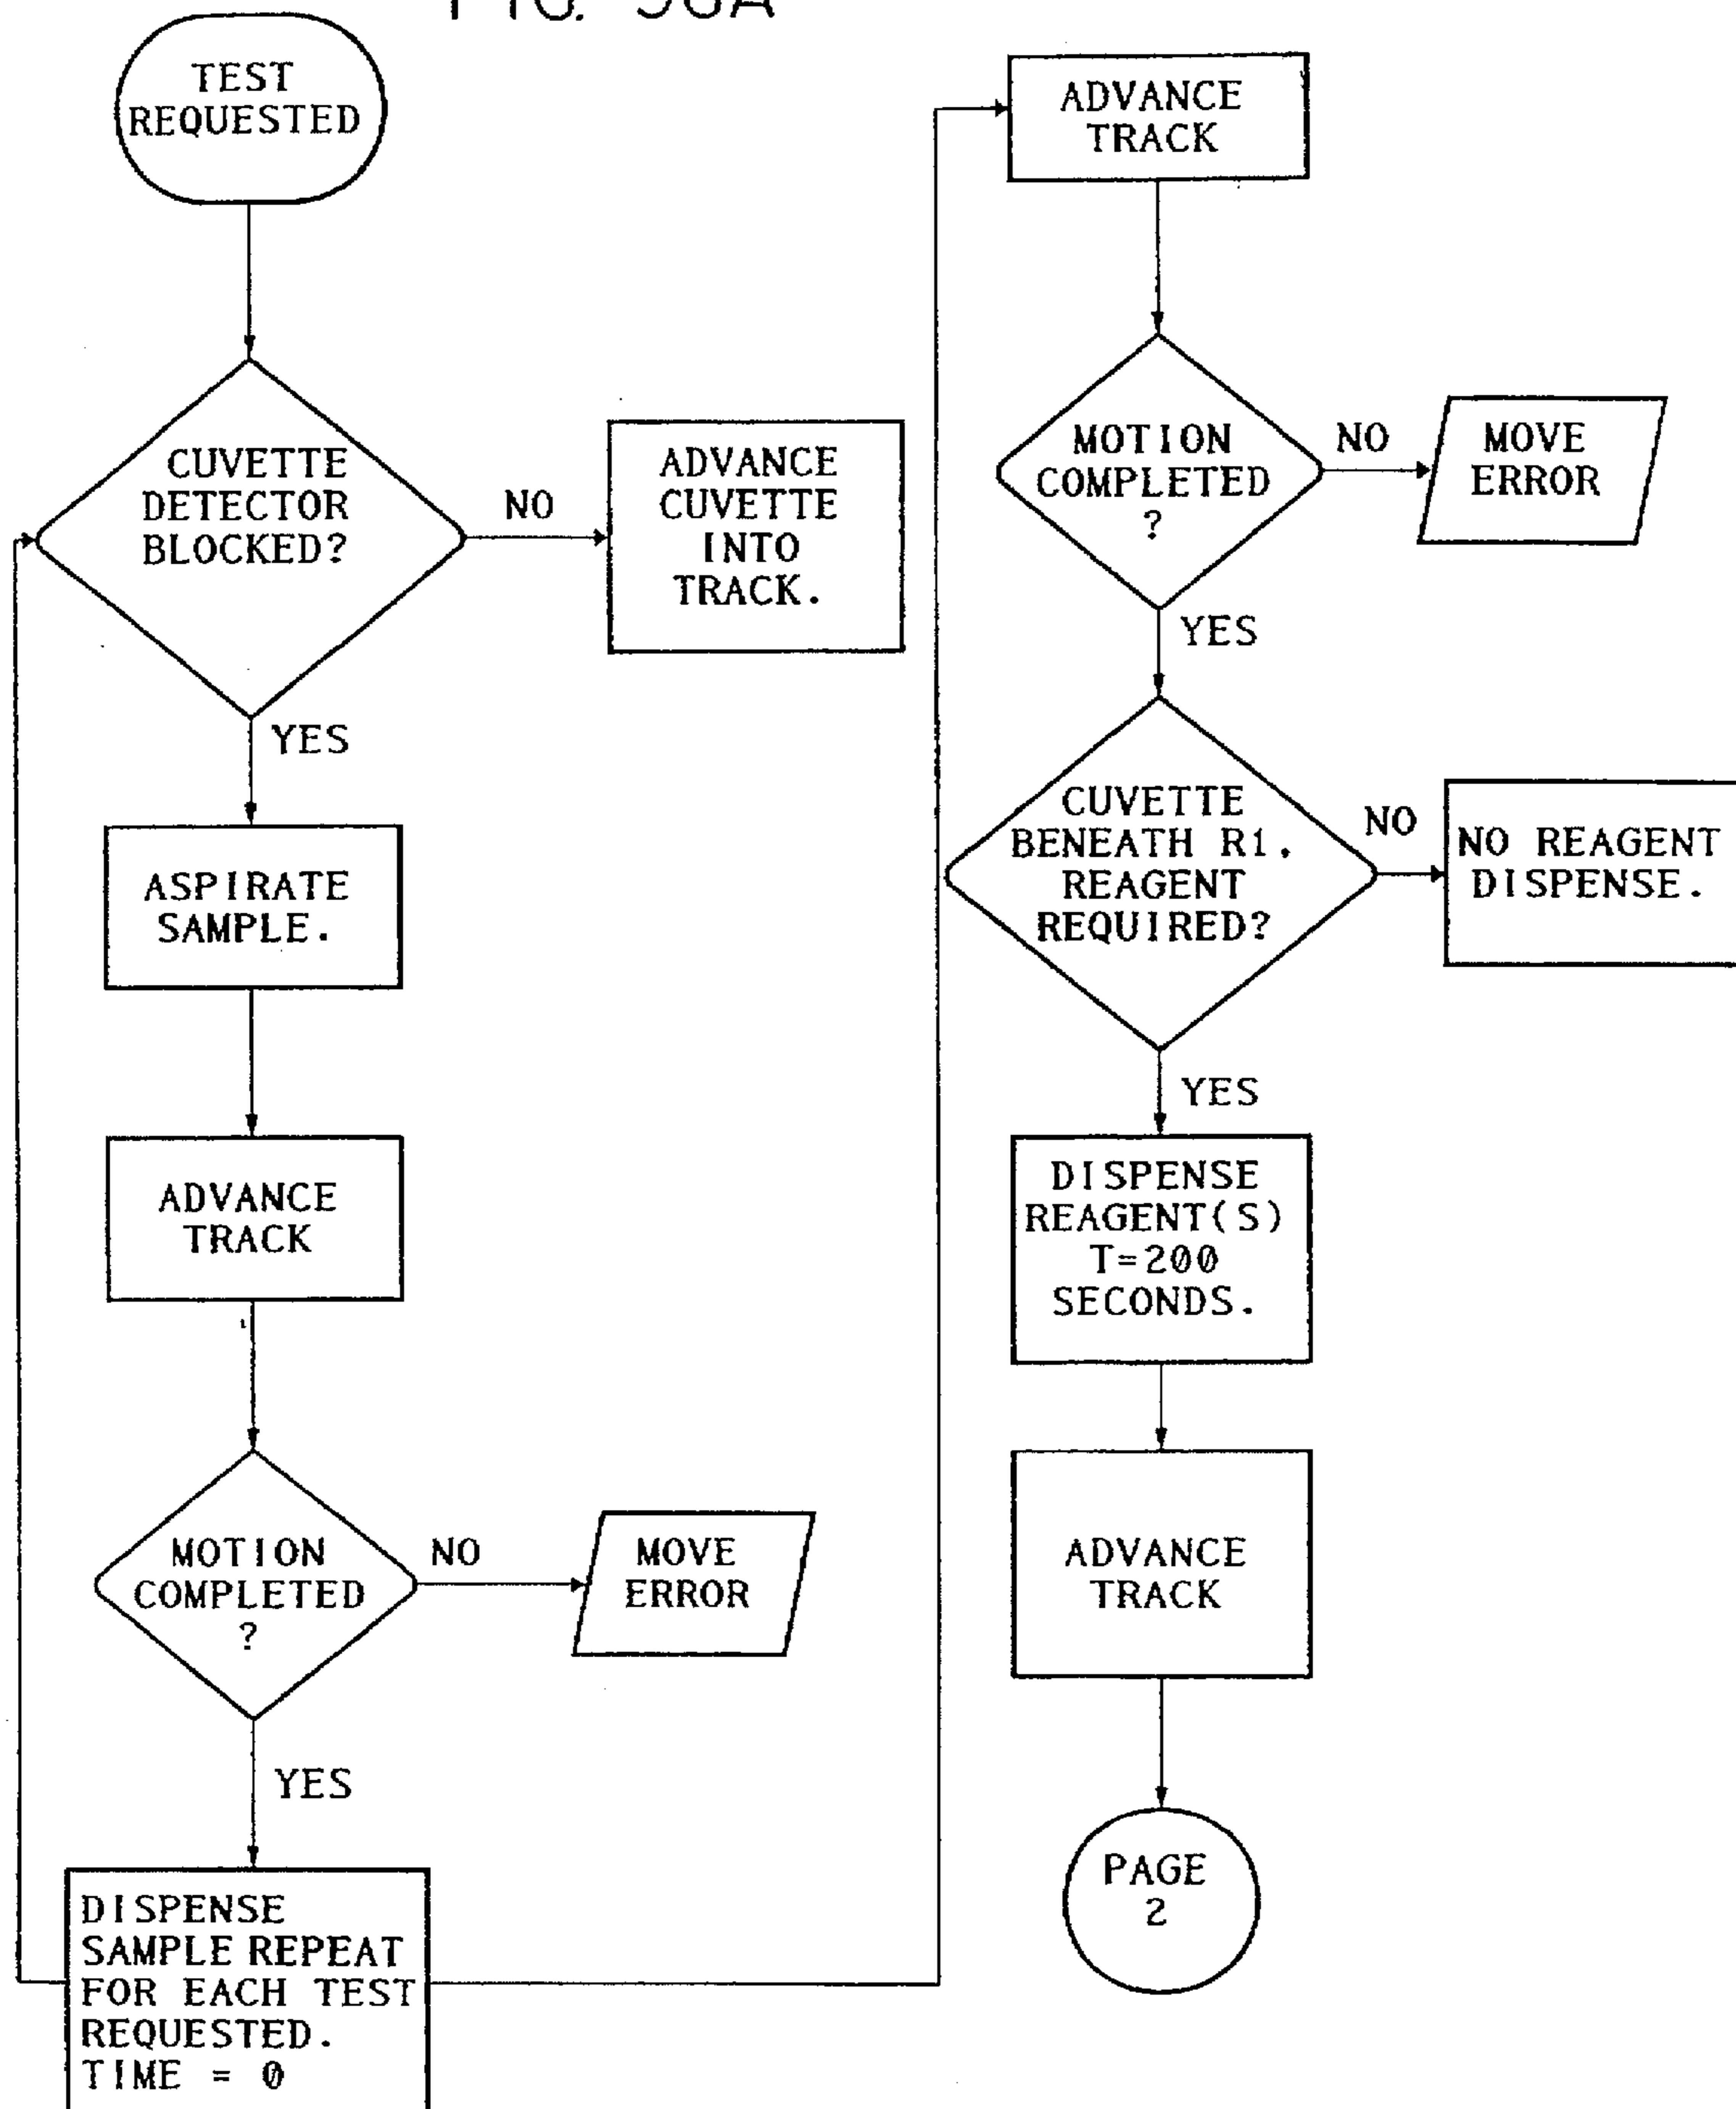 TEST
REQUESTED
CUVETTE
DETECTOR
BLOCKED?
NO
ADVANCE
CUVETTE
INTO
TRACK.
YES
ASPIRATE
SAMPLE.
ADVANCE
TRACK
MOTION
COMPLETED
?
NO
MOVE
ERROR
YES
DISPENSE
SAMPLE REPEAT
FOR EACH TEST
REQUESTED.
TIME = 0
ADVANCE
TRACK
MOTION
COMPLETED
?
NO
MOVE
ERROR
YES
CUVETTE
BENEATH R1.
REAGENT
REQUIRED?
NO
NO REAGENT
DISPENSE.
YES
DISPENSE
REAGENT(S)
T=200
SECONDS.
ADVANCE
TRACK
PAGE
2